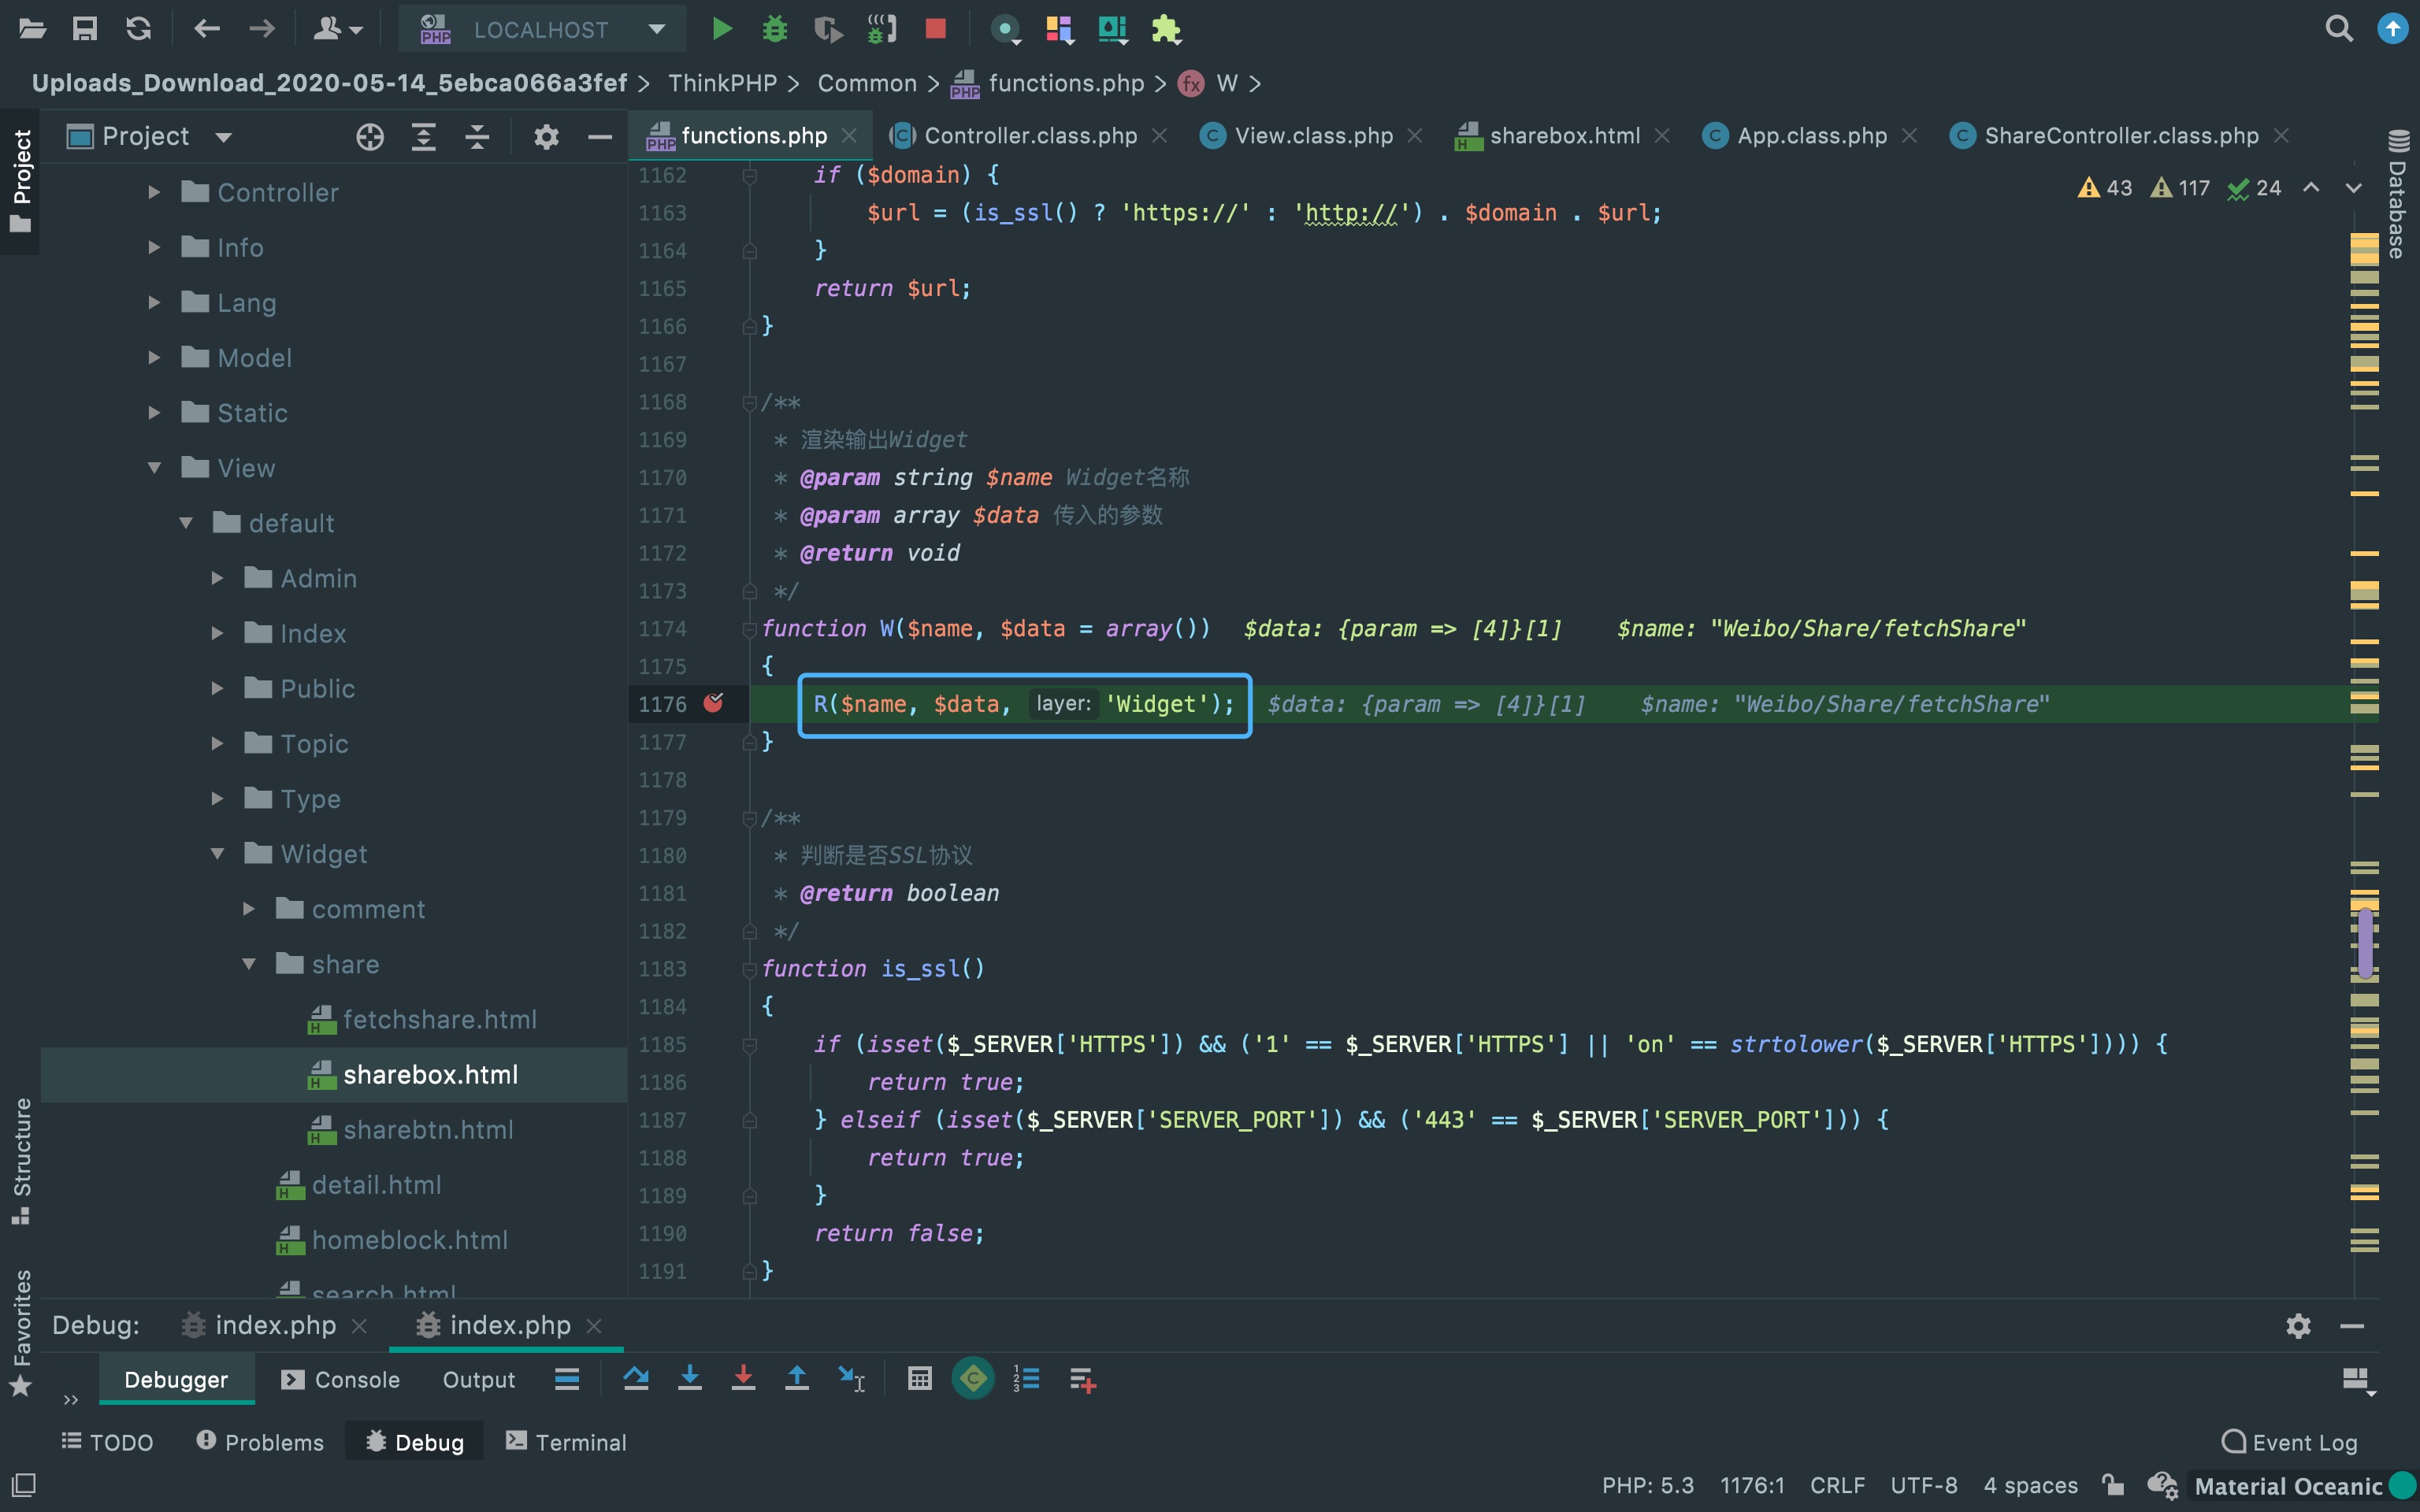 LOCALHOST
Uploads_Download_2020-05-14_5ebca066a3fef > ThinkPHP > Common > functions.php > W >
Project
functions.php Controller.class.php View.class.php sharebox.html App.class.php ShareController.class.php
Project
Database
43 117 24
Controller
Info
Lang
Model
Static
View
default
Admin
Index
Public
Topic
Type
Widget
comment
share
fetchshare.html
sharebox.html
sharebtn.html
detail.html
homeblock.html
search.html
1162 if ($domain) {
1163 $url = (is_ssl() ? 'https://' : 'http://') . $domain . $url;
1164 }
1165 return $url;
1166 }
1167
1168 /**
1169 * 渲染输出Widget
1170 * @param string $name Widget名称
1171 * @param array $data 传入的参数
1172 * @return void
1173 */
1174 function W($name, $data = array()) $data: {param => [4]}[1] $name: "Weibo/Share/fetchShare"
1175 {
1176 R($name, $data, layer: 'Widget'); $data: {param => [4]}[1] $name: "Weibo/Share/fetchShare"
1177 }
1178
1179 /**
1180 * 判断是否SSL协议
1181 * @return boolean
1182 */
1183 function is_ssl()
1184 {
1185 if (isset($_SERVER['HTTPS']) && ('1' == $_SERVER['HTTPS'] || 'on' == strtolower($_SERVER['HTTPS']))) {
1186 return true;
1187 } elseif (isset($_SERVER['SERVER_PORT']) && ('443' == $_SERVER['SERVER_PORT'])) {
1188 return true;
1189 }
1190 return false;
1191 }
Structure
Favorites
Debug: index.php index.php
Debugger Console Output
TODO Problems Debug Terminal Event Log
PHP: 5.3 1176:1 CRLF UTF-8 4 spaces Material Oceanic